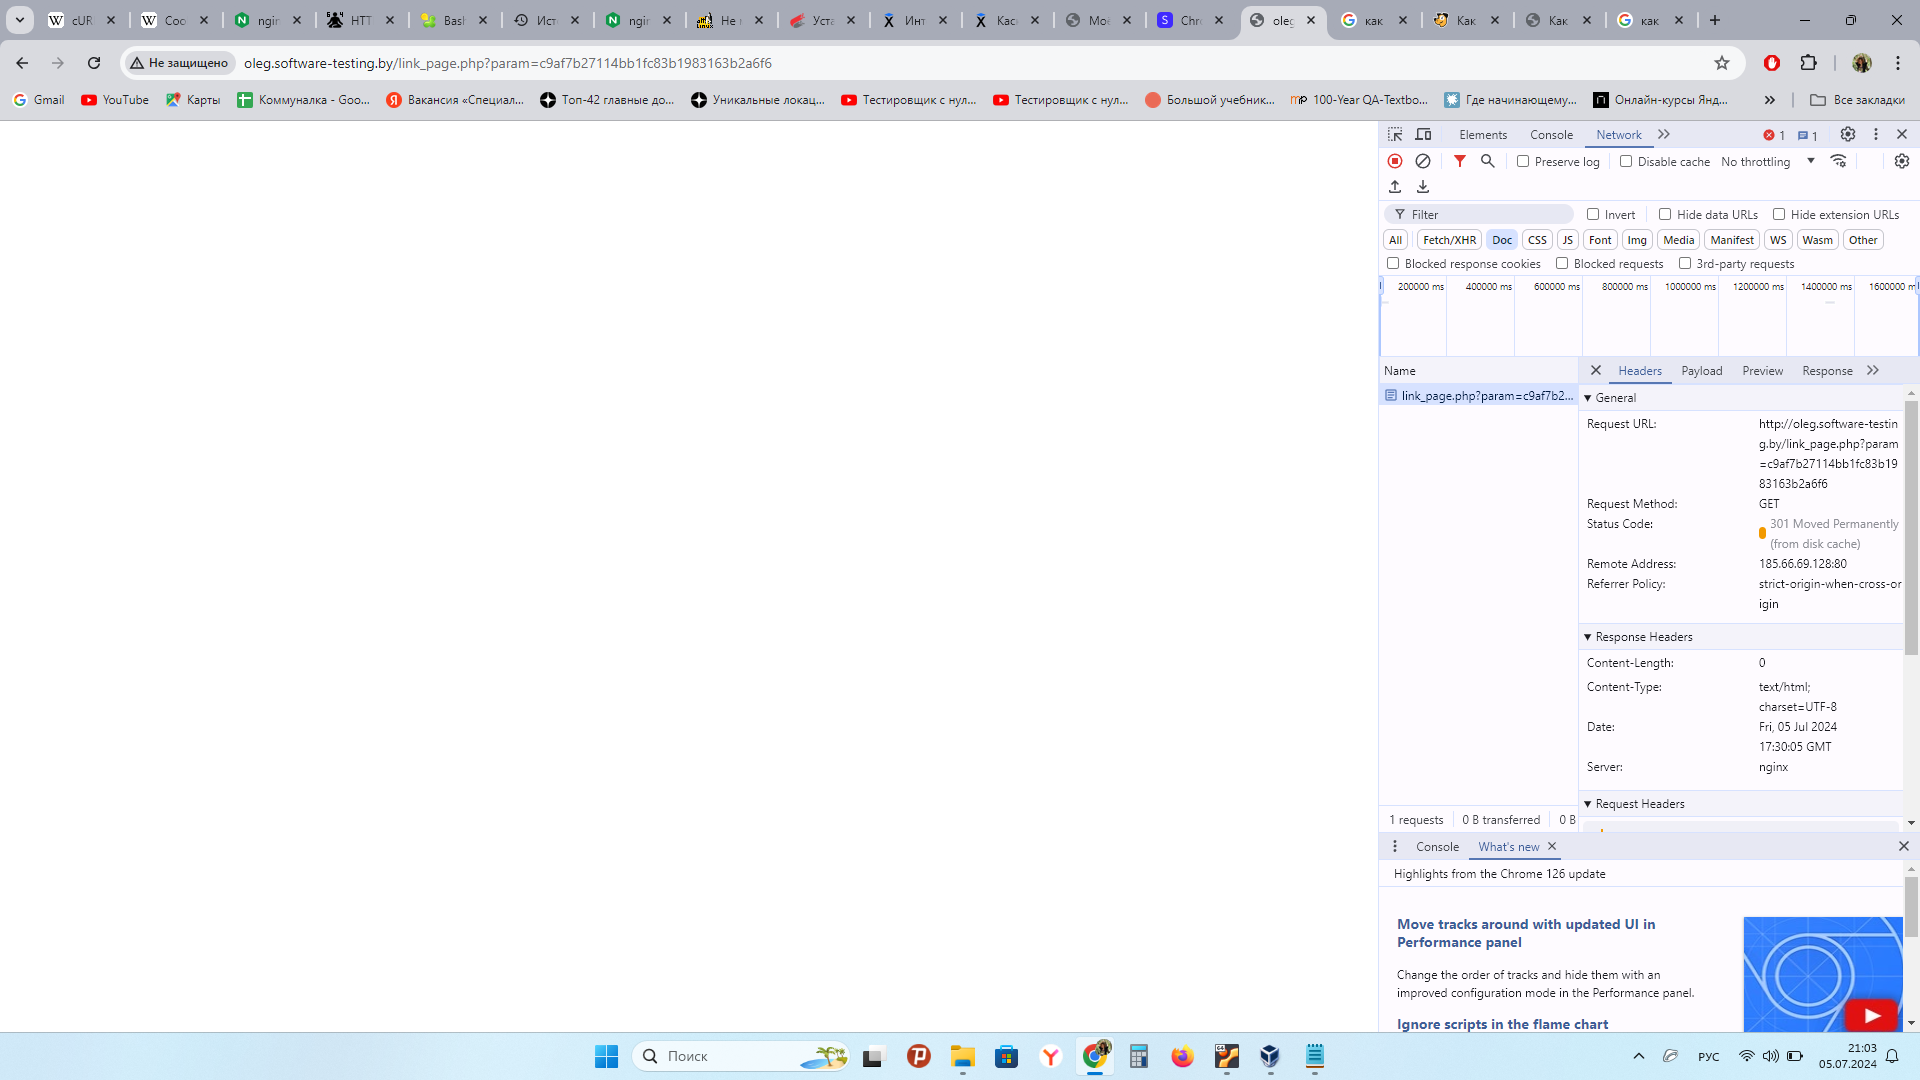 cUR
Coo
ngin
HTT
Bash
Ист
ngin
Не н
Уста
Инт
Каск
Моё
Chro
oleg
как
Как
Как
как
Не защищено
oleg.software-testing.by/link_page.php?param=c9af7b27114bb1fc83b1983163b2a6f6
Gmail
YouTube
Карты
Коммуналка - Goo...
Вакансия «Специал...
Топ-42 главные до...
Уникальные локац...
Тестировщик с нул...
Тестировщик с нул...
Большой учебник...
100-Year QA-Textbo...
Где начинающему...
Онлайн-курсы Янд...
Все закладки
Elements Console Network 1 1
Preserve log Disable cache No throttling
Filter Invert Hide data URLs Hide extension URLs
All Fetch/XHR Doc CSS JS Font Img Media Manifest WS Wasm Other
Blocked response cookies Blocked requests 3rd-party requests
200000 ms 400000 ms 600000 ms 800000 ms 1000000 ms 1200000 ms 1400000 ms 1600000 m
Name
Headers Payload Preview Response
link_page.php?param=c9af7b2...
General
Request URL: http://oleg.software-testin
g.by/link_page.php?param
=c9af7b27114bb1fc83b19
83163b2a6f6
Request Method: GET
Status Code: 301 Moved Permanently
(from disk cache)
Remote Address: 185.66.69.128:80
Referrer Policy: strict-origin-when-cross-or
igin
Response Headers
Content-Length: 0
Content-Type: text/html;
charset=UTF-8
Date: Fri, 05 Jul 2024
17:30:05 GMT
Server: nginx
Request Headers
1 requests 0 B transferred 0 B
Console What's new
Highlights from the Chrome 126 update
Move tracks around with updated UI in
Performance panel
Change the order of tracks and hide them with an
improved configuration mode in the Performance panel.
Ignore scripts in the flame chart
Поиск
РУС
21:03
05.07.2024